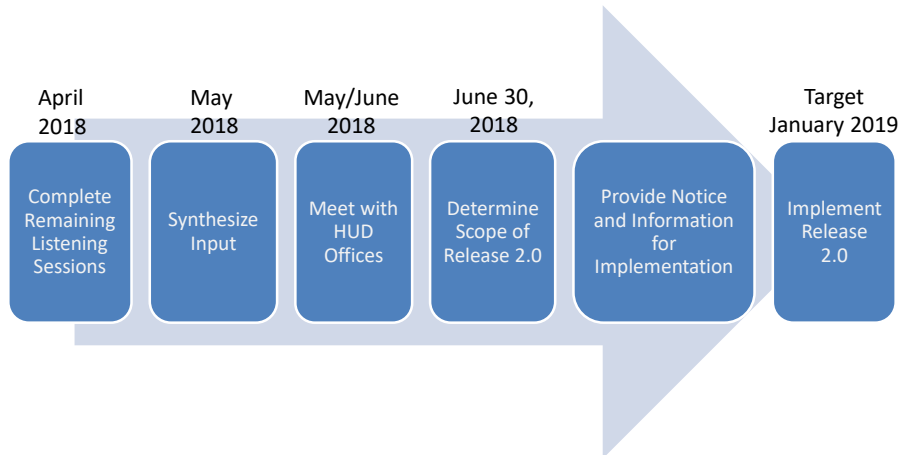 April
2018
May
2018
May/June
2018
June 30,
2018
Target
January 2019
Complete
Remaining
Listening
Sessions
Synthesize
Input
Meet with
HUD
Offices
Determine
Scope of
Release 2.0
Provide Notice
and Information
for
Implementation
Implement
Release
2.0